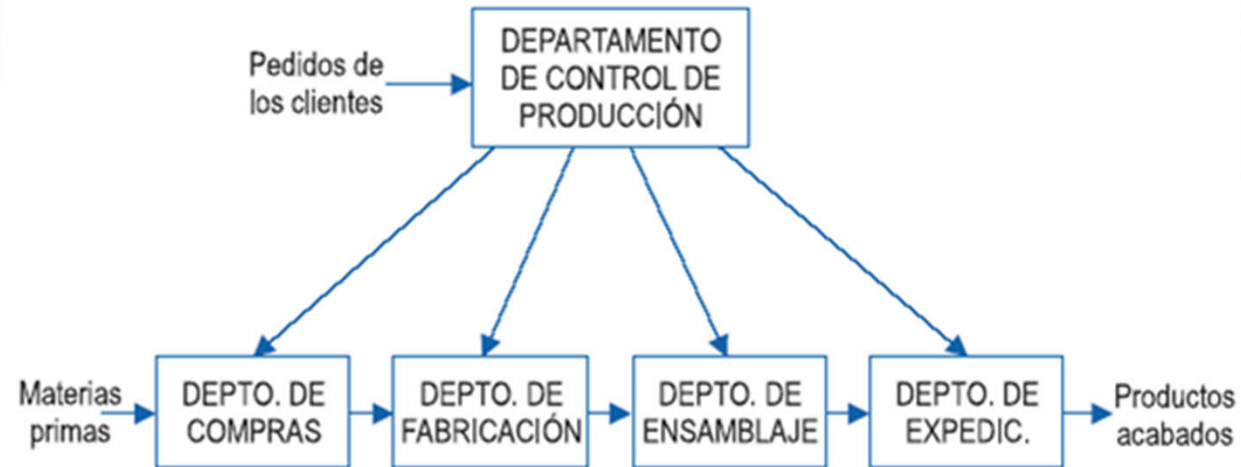 DEPARTAMENTO
DE CONTROL DE
PRODUCCIÓN
Pedidos de
los clientes
Materias
primas
DEPTO. DE
COMPRAS
DEPTO. DE
FABRICACIÓN
DEPTO. DE
ENSAMBLAJE
DEPTO. DE
EXPEDIC.
Productos
acabados